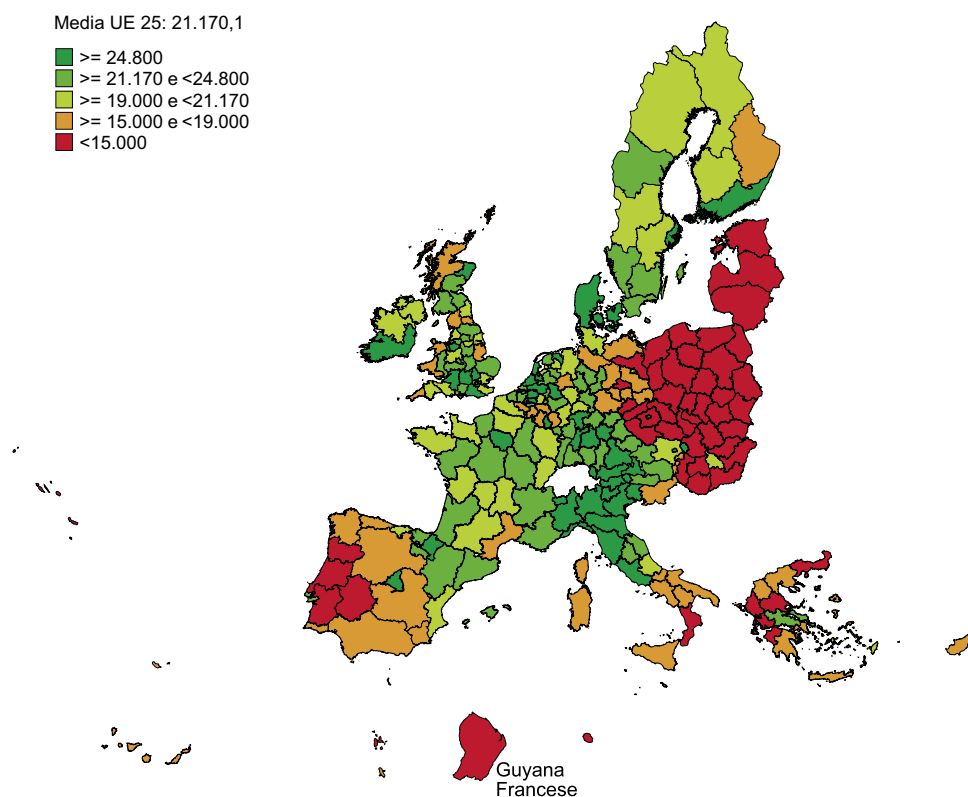 Media UE 25: 21.170,1
>= 24.800
>= 21.170 e <24.800
>= 19.000 e <21.170
>= 15.000 e <19.000
<15.000
Guyana
Francese